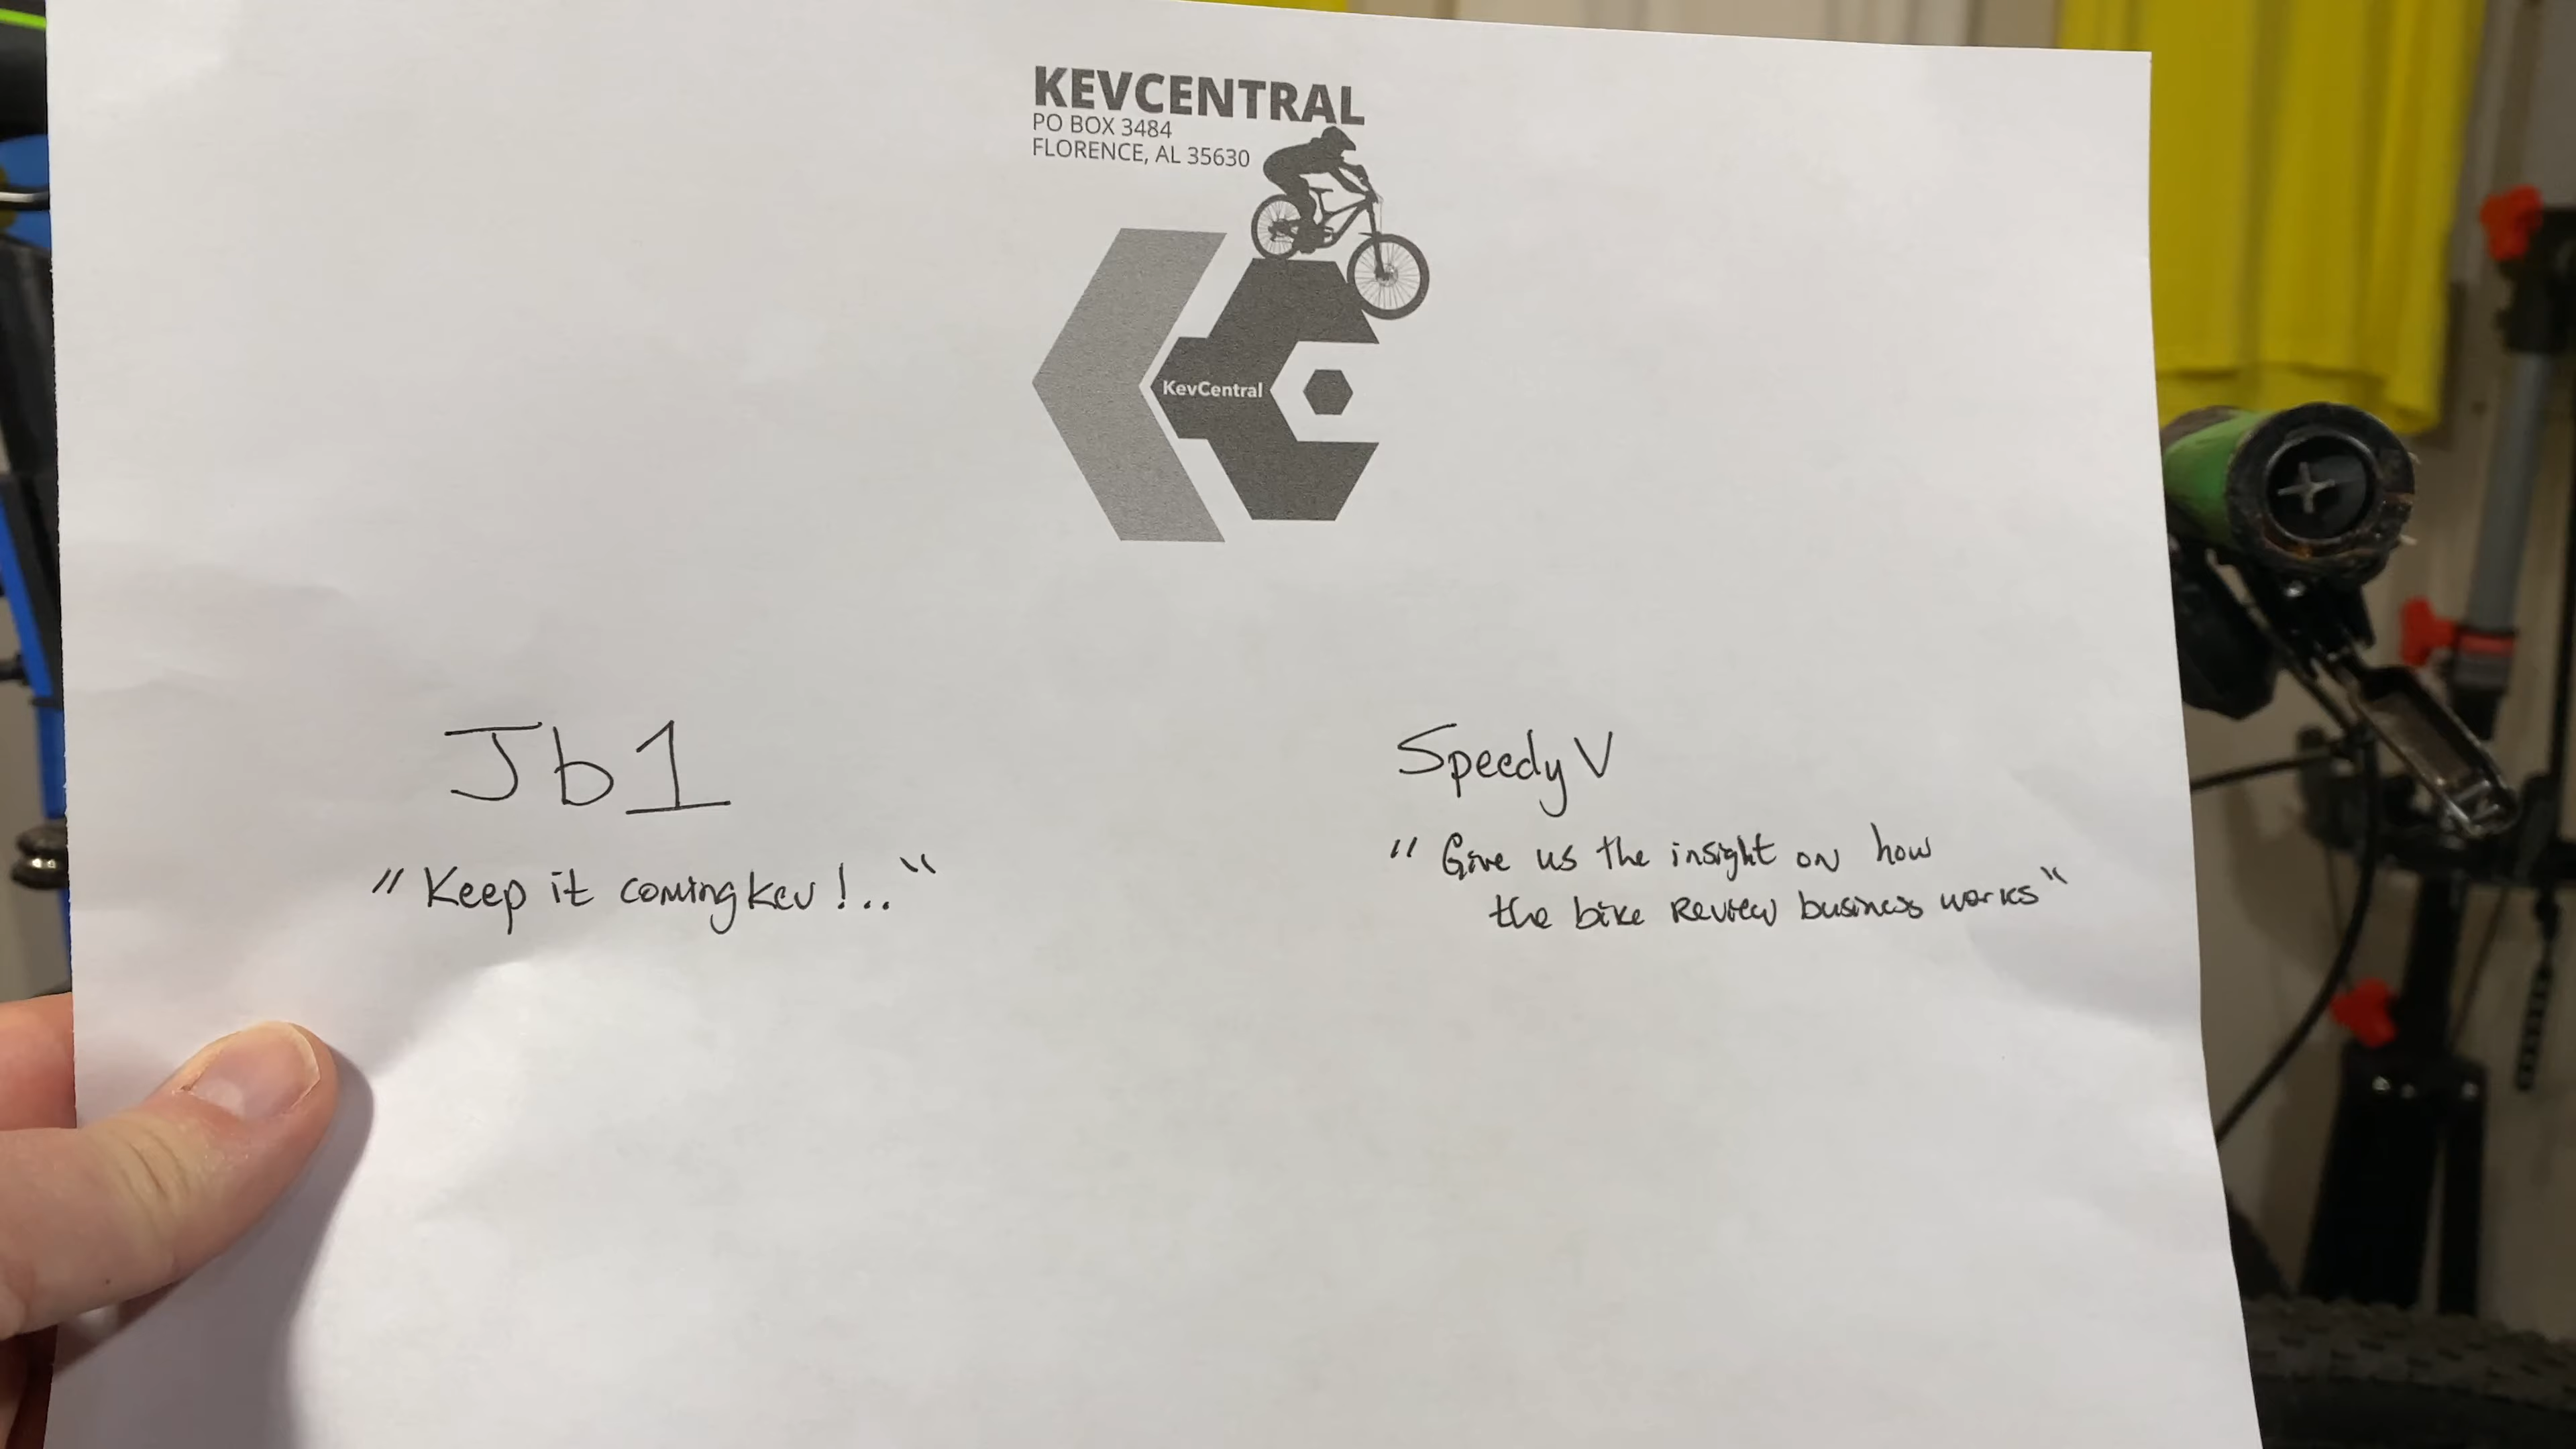 KEVCENTRAL
PO BOX 3484
FLORENCE, AL 35630
KevCentral
Jb1
"Keep it coming Kev!.."
Speedy V
"Give us the insight on how
the bike Review business works"